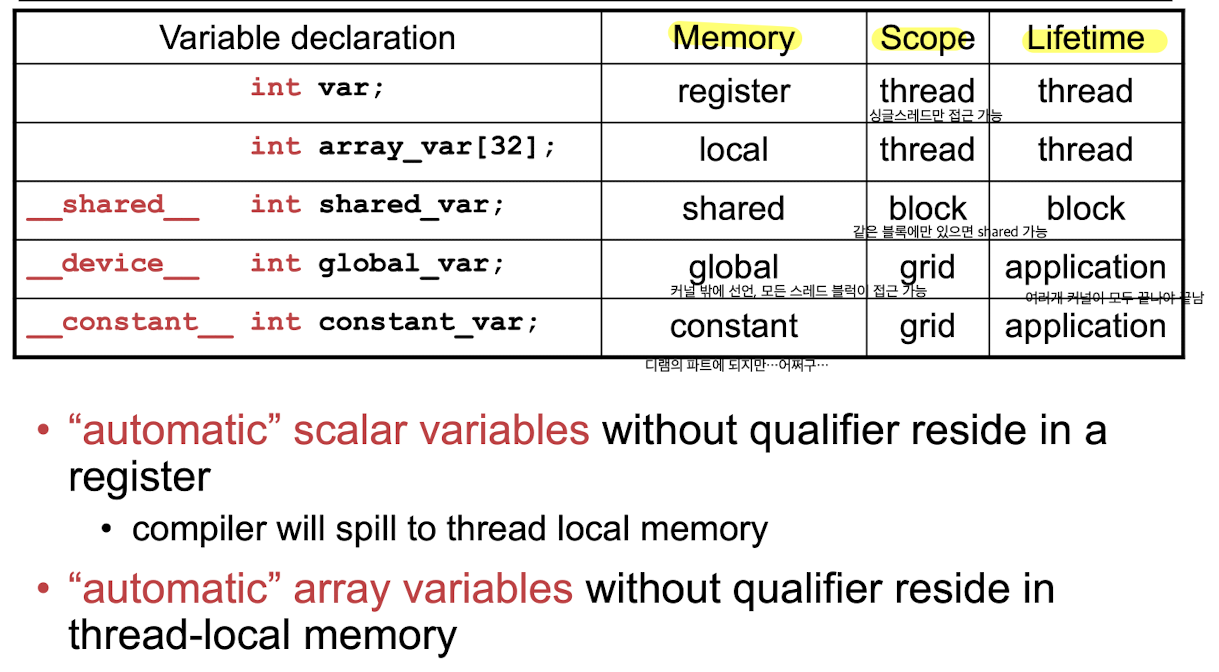 Variable declaration Memory Scope Lifetime
int var; register thread thread
싱글스레드만 접근 가능
int array_var[32]; local thread thread
__shared__ int shared_var; shared block block
같은 블록에만 있으면 shared 가능
__device__ int global_var; global grid application
커널 밖에 선언, 모든 스레드 블럭이 접근 가능
여러개 커널이 모두 끝나야 끝남
__constant__ int constant_var; constant grid application
디램의 파트에 되지만…어쩌구…
• “automatic” scalar variables without qualifier reside in a
register
• compiler will spill to thread local memory
• “automatic” array variables without qualifier reside in
thread-local memory